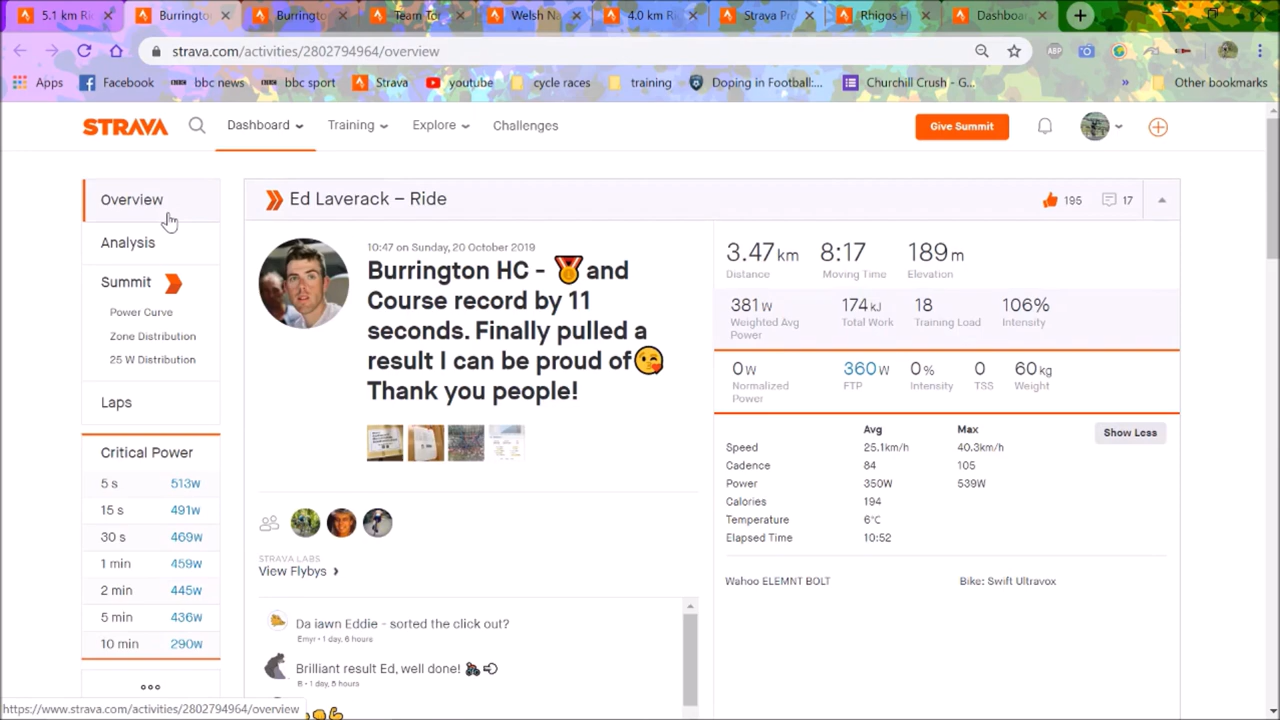 5.1 km Ri
Burringto
Burringto
Team Tor
Welsh Na
4.0 km Ri
Strava Pro
Rhigos H
Dashboa
strava.com/activities/2802794964/overview
ABP
Apps
Facebook
bbc news
bbc sport
Strava
youtube
cycle races
training
Doping in Football:...
Churchill Crush - G...
»
Other bookmarks
STRAVA
Dashboard
Training
Explore
Challenges
Give Summit
Overview
Analysis
Summit
Power Curve
Zone Distribution
25 W Distribution
Laps
Critical Power
5 s 513W
15 s 491W
30 s 469W
1 min 459W
2 min 445W
5 min 436W
10 min 290W
Ed Laverack – Ride
195
17
10:47 on Sunday, 20 October 2019
Burrington HC - 🏅and
Course record by 11
seconds. Finally pulled a
result I can be proud of😘
Thank you people!
STRAVA LABS
View Flybys ›
Da iawn Eddie - sorted the click out?
Emyr • 1 day, 6 hours
Brilliant result Ed, well done!
B • 1 day, 5 hours
3.47km 8:17 189m
Distance Moving Time Elevation
381W 174kJ 18 106%
Weighted Avg Power Total Work Training Load Intensity
0W 360W 0% 0 60kg
Normalized Power FTP Intensity TSS Weight
Avg Max
Show Less
Speed 25.1km/h 40.3km/h
Cadence 84 105
Power 350W 539W
Calories 194
Temperature 6°C
Elapsed Time 10:52
Wahoo ELEMNT BOLT Bike: Swift Ultravox
https://www.strava.com/activities/2802794964/overview